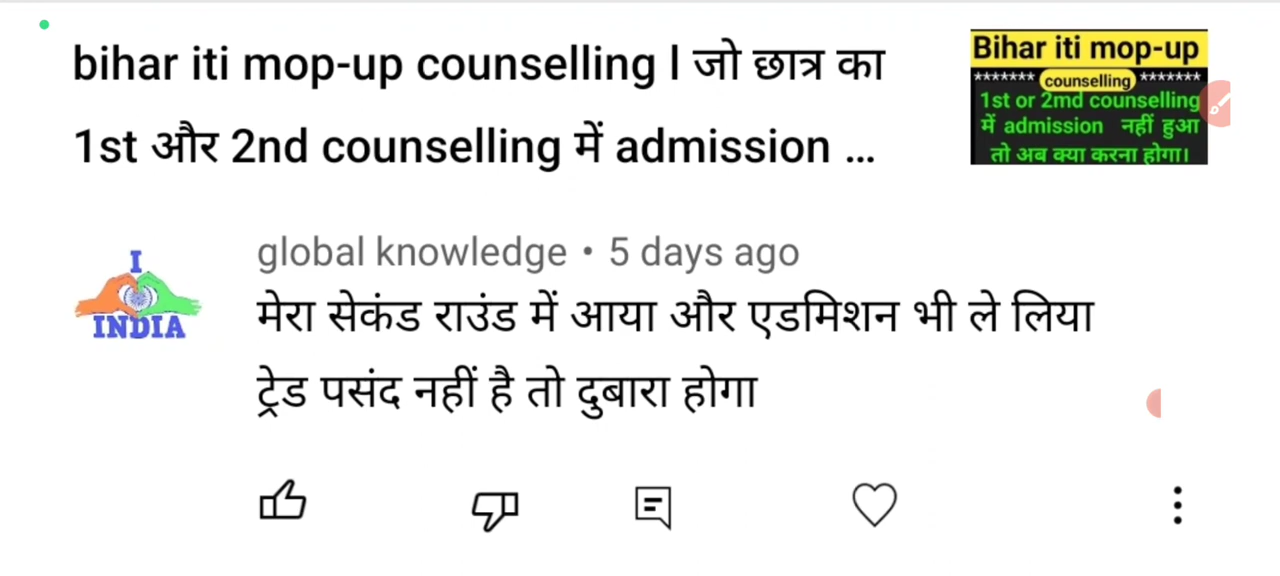 bihar iti mop-up counselling l जो छात्र का
1st और 2nd counselling में admission ...
Bihar iti mop-up
******* counselling *******
1st or 2md counselling
में admission नहीं हुआ
तो अब क्या करना होगा।
global knowledge • 5 days ago
I
INDIA
मेरा सेकंड राउंड में आया और एडमिशन भी ले लिया
ट्रेड पसंद नहीं है तो दुबारा होगा